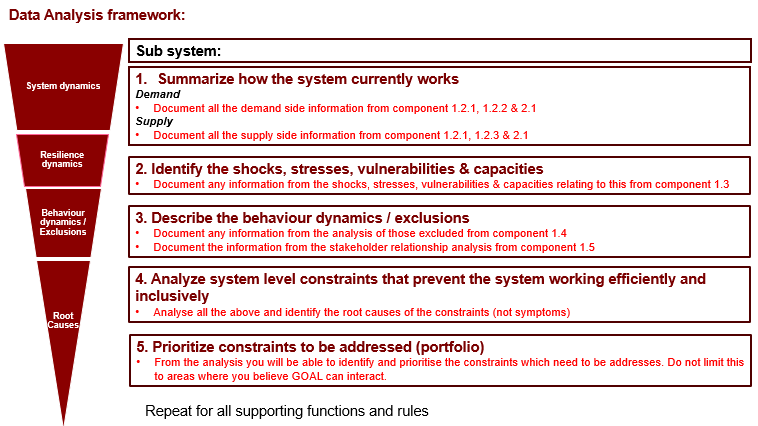 Data Analysis framework:
System dynamics
Resilience
dynamics
Behaviour
dynamics /
Exclusions
Root
Causes
Sub system:
1. Summarize how the system currently works
Demand
• Document all the demand side information from component 1.2.1, 1.2.2 & 2.1
Supply
• Document all the supply side information from component 1.2.1, 1.2.3 & 2.1
2. Identify the shocks, stresses, vulnerabilities & capacities
• Document any information from the shocks, stresses, vulnerabilities & capacities relating to this from component 1.3
3. Describe the behaviour dynamics / exclusions
• Document any information from the analysis of those excluded from component 1.4
• Document the information from the stakeholder relationship analysis from component 1.5
4. Analyze system level constraints that prevent the system working efficiently and
inclusively
• Analyse all the above and identify the root causes of the constraints (not symptoms)
5. Prioritize constraints to be addressed (portfolio)
• From the analysis you will be able to identify and prioritise the constraints which need to be addresses. Do not limit this
to areas where you believe GOAL can interact.
Repeat for all supporting functions and rules